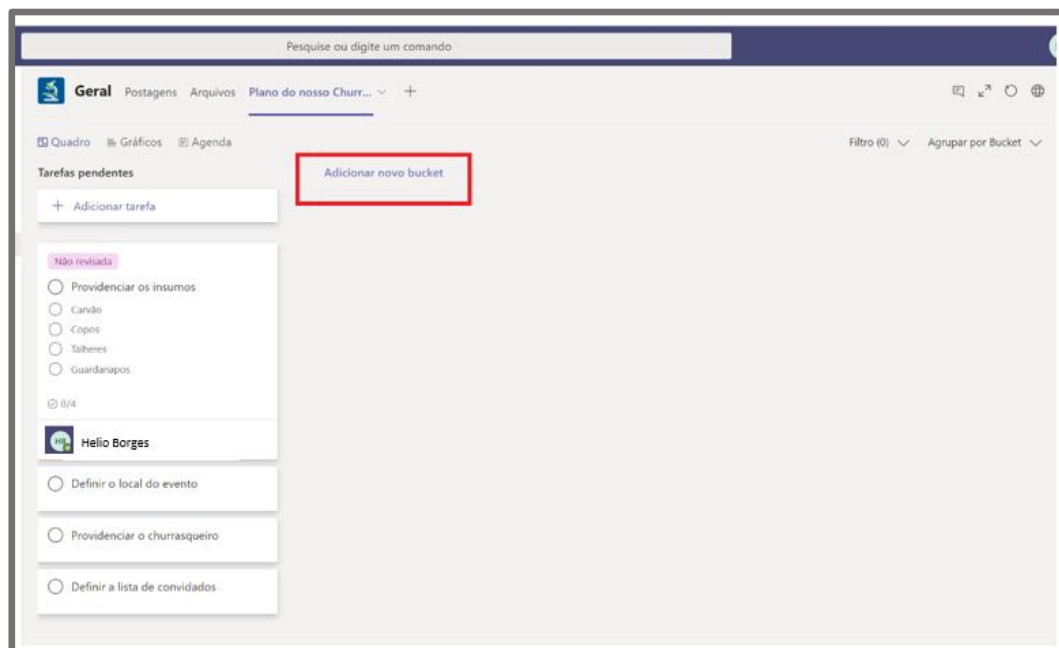 Pesquise ou digite um comando
Geral Postagens Arquivos Plano do nosso Churr... +
Quadro Gráficos Agenda Filtro (0) Agrupar por Bucket
Tarefas pendentes Adicionar novo bucket
+ Adicionar tarefa
Não revisada
Providenciar os insumos
Carvão
Copos
Talheres
Guardanapos
0/4
HB Helio Borges
Definir o local do evento
Providenciar o churrasqueiro
Definir a lista de convidados